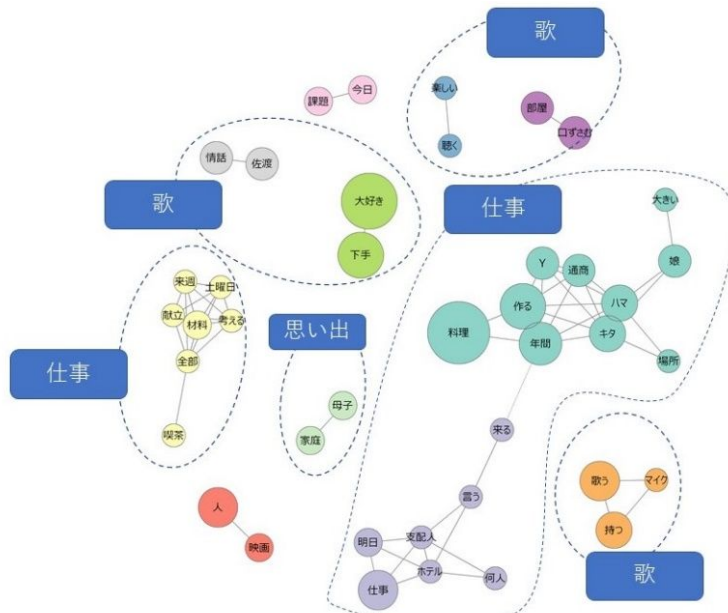 歌
楽しい
部屋
口ずさむ
聴く
今日
課題
情話
佐渡
歌
大好き
下手
仕事
大きい
娘
Y
通商
作る
ハマ
料理
年間
キタ
場所
来週
土曜日
献立
材料
考える
全部
仕事
喫茶
思い出
母子
家庭
来る
言う
明日
支配人
ホテル
仕事
何人
人
映画
歌う
マイク
持つ
歌